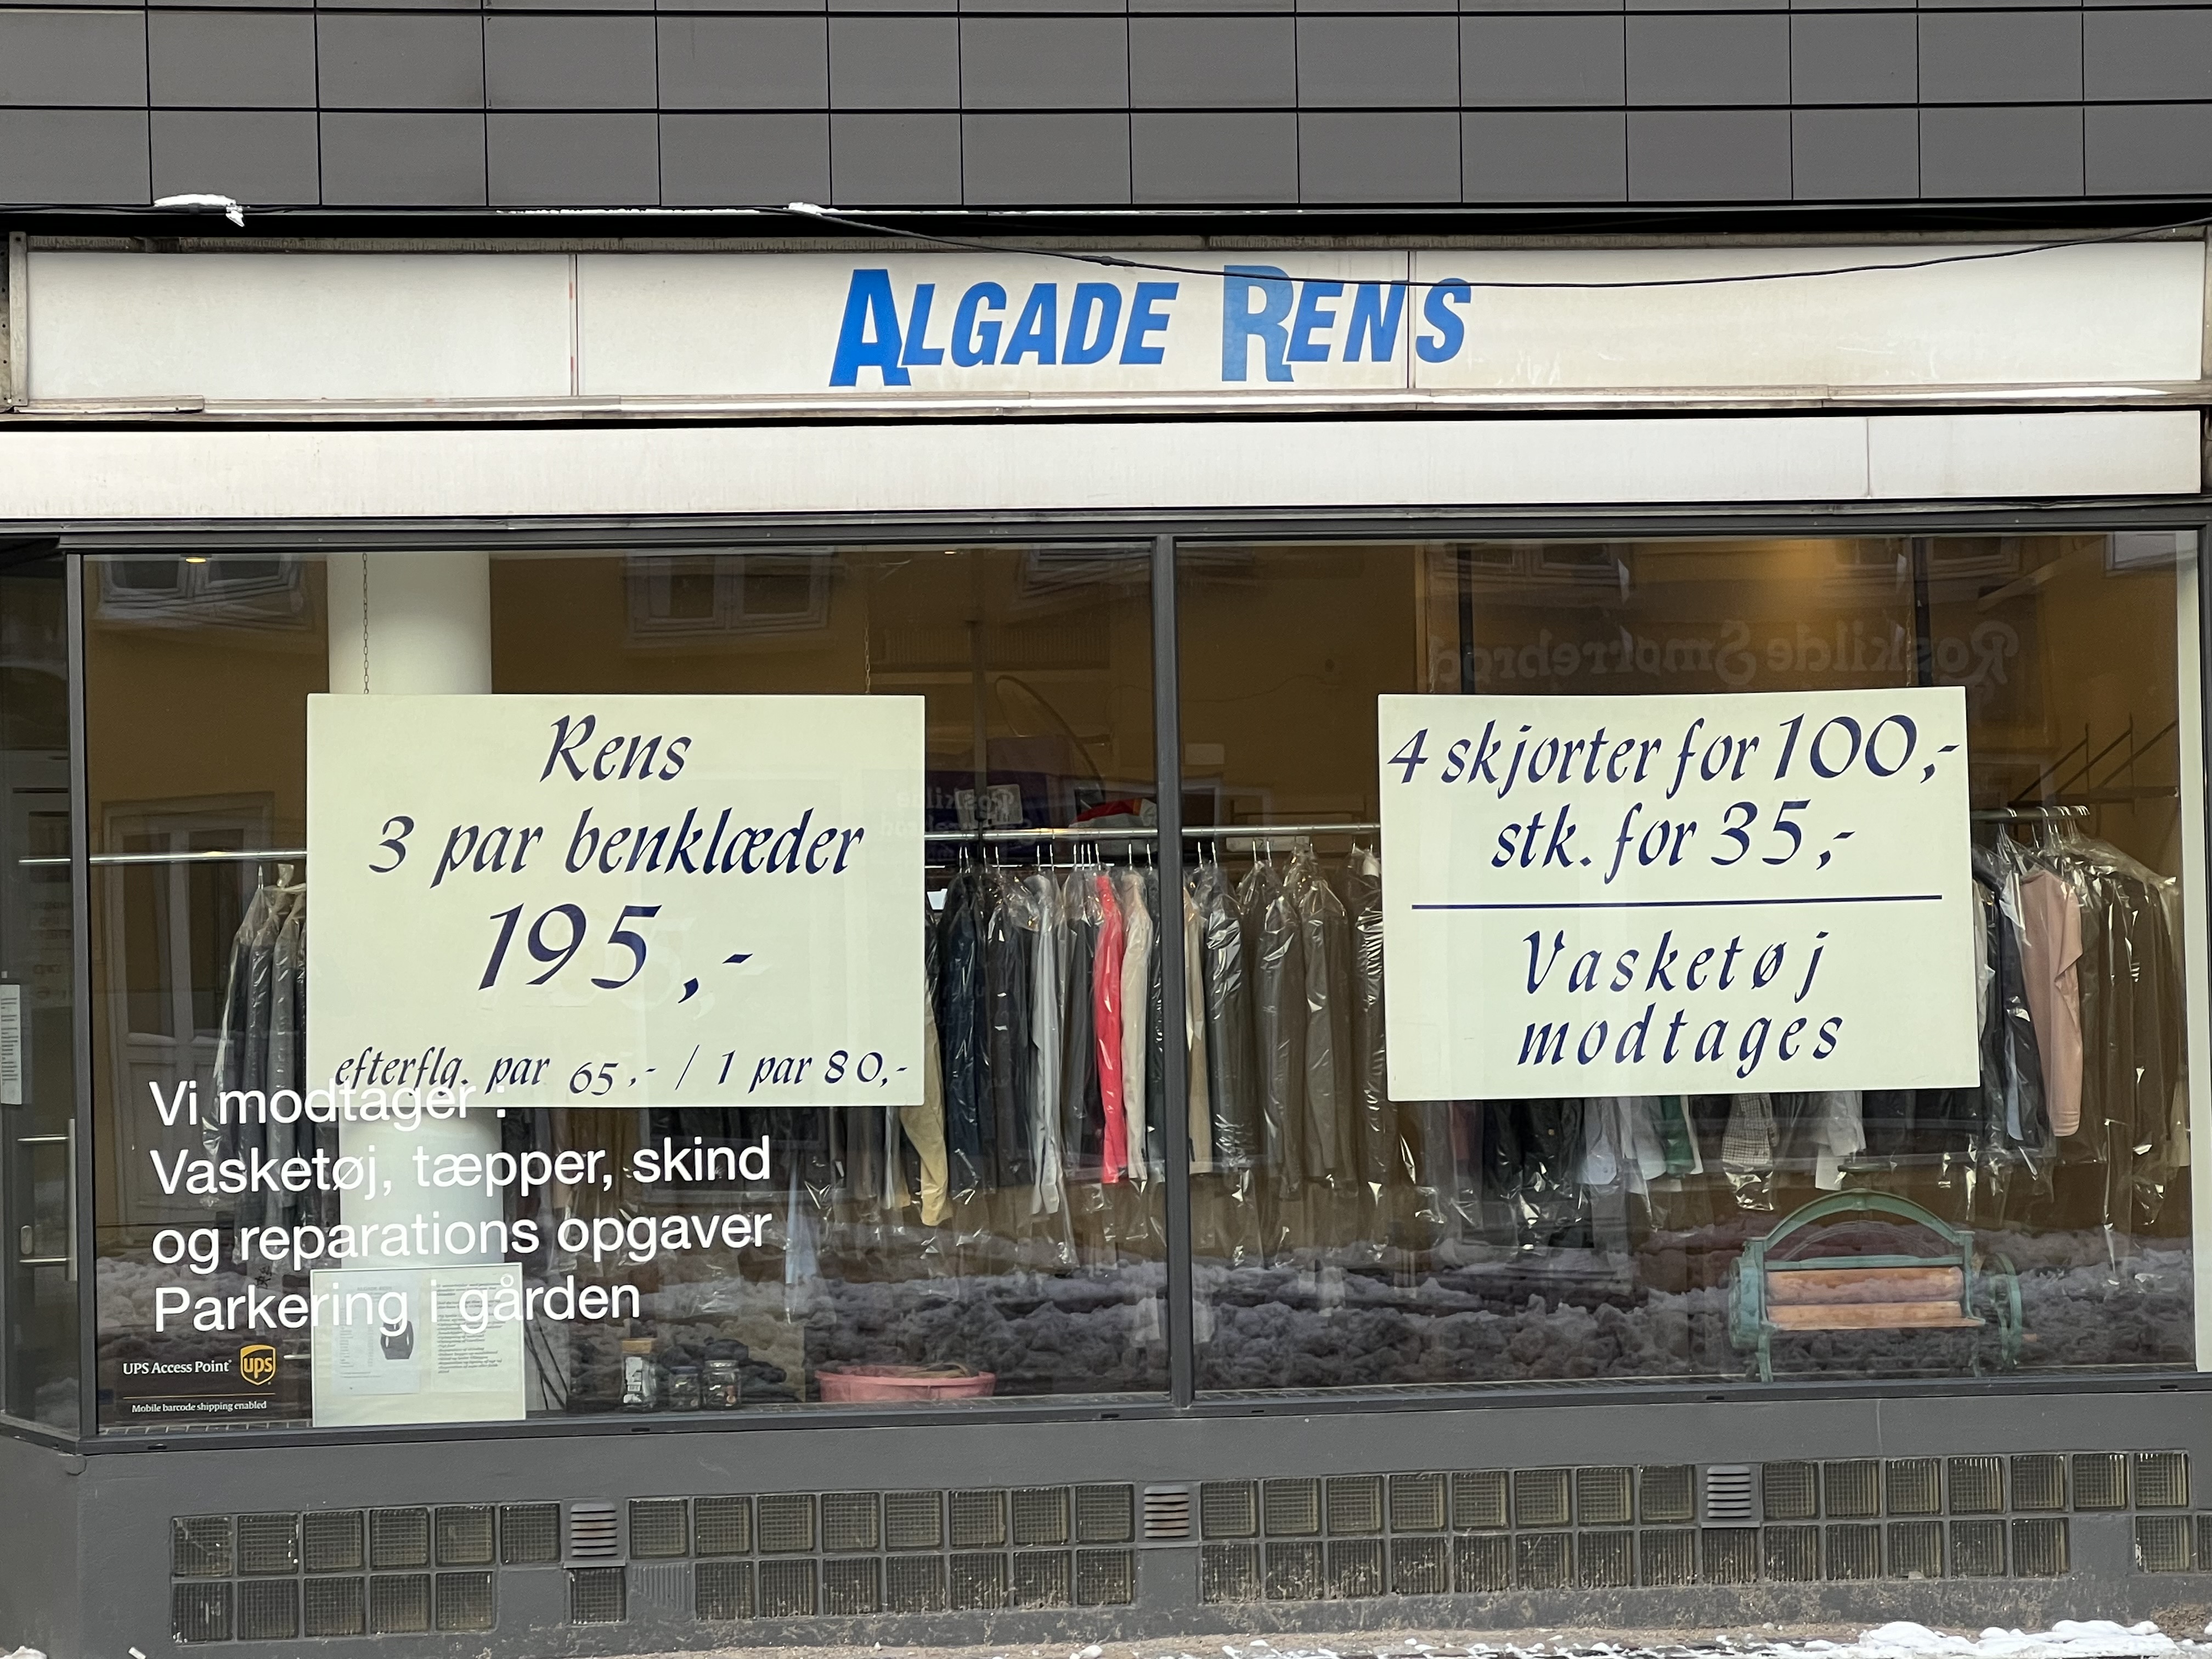 ALGADE RENS
Rens
3 par benklæder
195,-
efterflg. par 65,- / 1 par 80,-
4 skjorter for 100,-
stk. for 35,-
Vasketøj
modtages
Roskilde Smørrebrød
Vi modtager :
Vasketøj, tæpper, skind
og reparations opgaver
Parkering i gården
UPS Access Point
ups
Mobile barcode shipping enabled